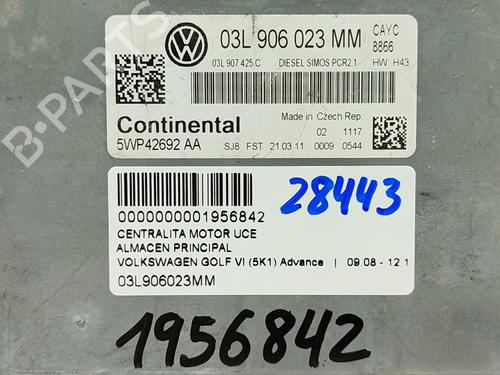 03L 906 023 MM
CAYC
8866
03L 907 425 C DIESEL SIMOS PCR2.1 HW H43
Continental
Made in Czech Rep.
02 1117
5WP42692 AA SJ8 FST 21.03.11 0009 0544
28443
0000000001956842
CENTRALITA MOTOR UCE
ALMACEN PRINCIPAL
VOLKSWAGEN GOLF VI (5K1) Advance | 09.08 - 12.1
03L906023MM
1956842
B-Parts